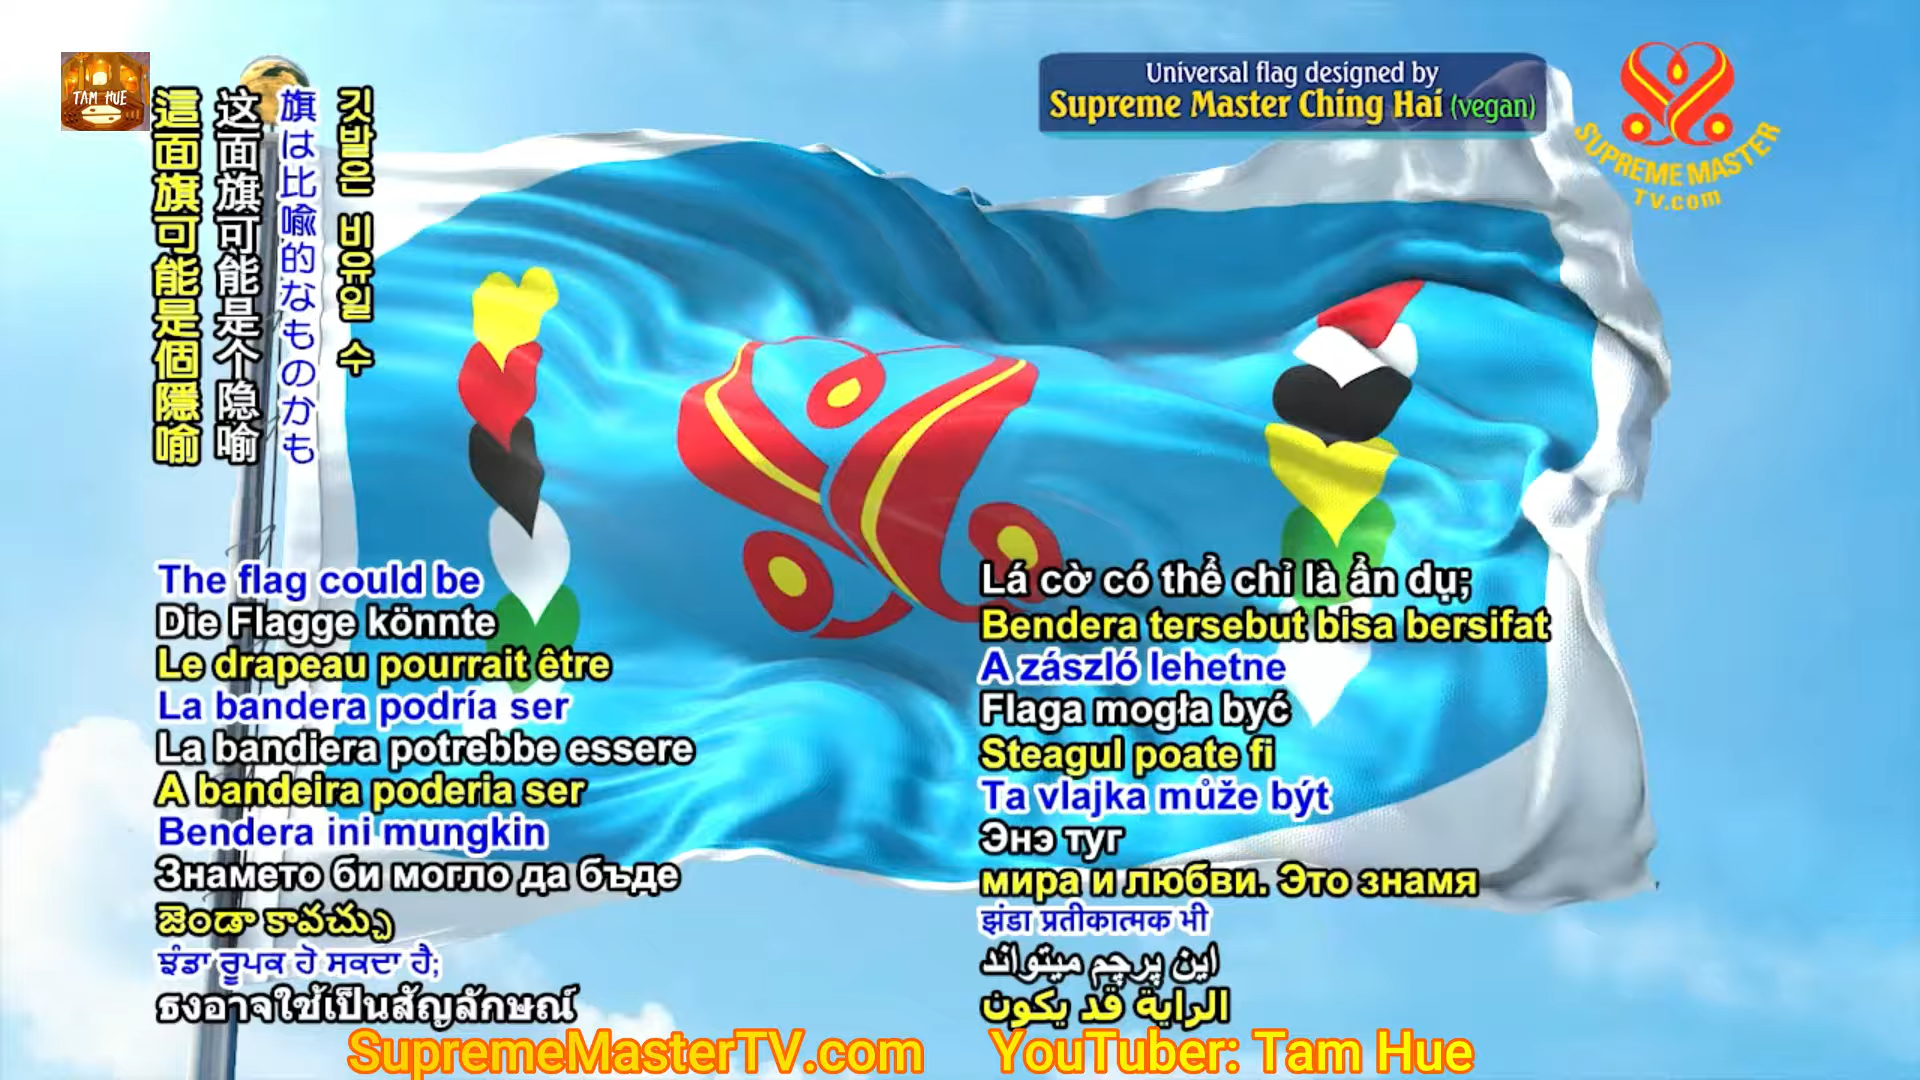 TAM HUE
Universal flag designed by
Supreme Master Ching Hai (vegan)
SUPREME MASTER
TV.com
這面旗可能是個隱喻
这面旗可能是个隐喻
旗は比喩的なものかも
깃발은 비유일 수
The flag could be
Die Flagge könnte
Le drapeau pourrait être
La bandera podría ser
La bandiera potrebbe essere
A bandeira poderia ser
Bendera ini mungkin
Знамето би могло да бъде
జెండా కావచ్చు
ਝੰਡਾ ਰੂਪਕ ਹੋ ਸਕਦਾ ਹੈ;
ธงอาจใช้เป็นสัญลักษณ์
Lá cờ có thể chỉ là ẩn dụ;
Bendera tersebut bisa bersifat
A zászló lehetne
Flaga mogła być
Steagul poate fi
Ta vlajka může být
Энэ туг
мира и любви. Это знамя
झंडा प्रतीकात्मक भी
این پرچم میتواند
الراية قد يكون
SupremeMasterTV.com
YouTuber: Tam Hue